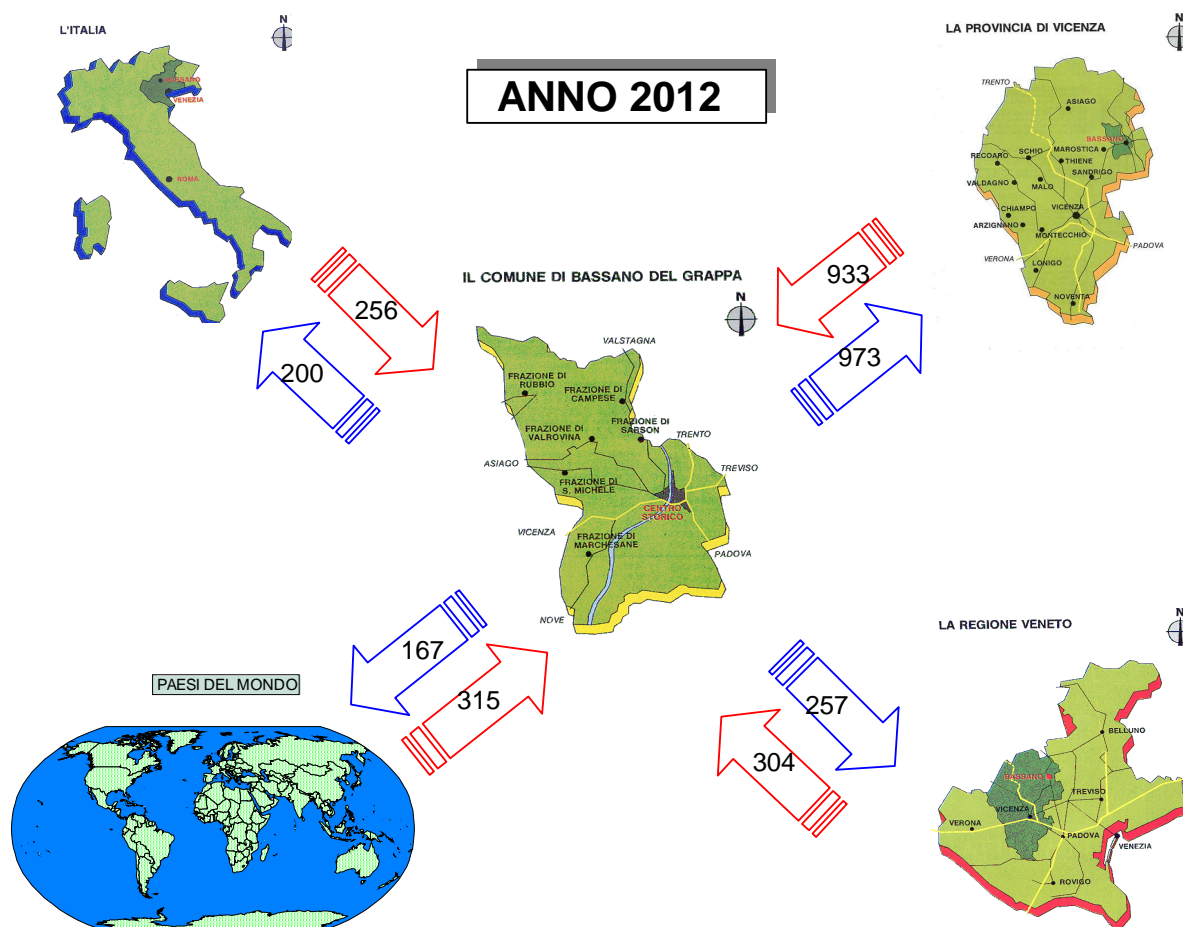 L'ITALIA
N
BASSANO
VENEZIA
ROMA
ANNO 2012
LA PROVINCIA DI VICENZA
N
TRENTO
ASIAGO
BASSANO
MAROSTICA
SCHIO
THIENE
RECOARO
SANDRIGO
VALDAGNO
MALO
CHIAMPO
VICENZA
ARZIGNANO
MONTECCHIO
PADOVA
VERONA
LONIGO
NOVENTA
256
200
933
973
IL COMUNE DI BASSANO DEL GRAPPA
N
VALSTAGNA
FRAZIONE DI
RUBBIO
FRAZIONE DI
CAMPESE
FRAZIONE DI
VALROVINA
FRAZIONE DI
SARSON
TRENTO
ASIAGO
TREVISO
FRAZIONE DI
S. MICHELE
CENTRO
STORICO
VICENZA
FRAZIONE DI
MARCHESANE
PADOVA
NOVE
167
315
257
304
PAESI DEL MONDO
LA REGIONE VENETO
N
BELLUNO
BASSANO
TREVISO
VICENZA
VERONA
PADOVA
VENEZIA
ROVIGO